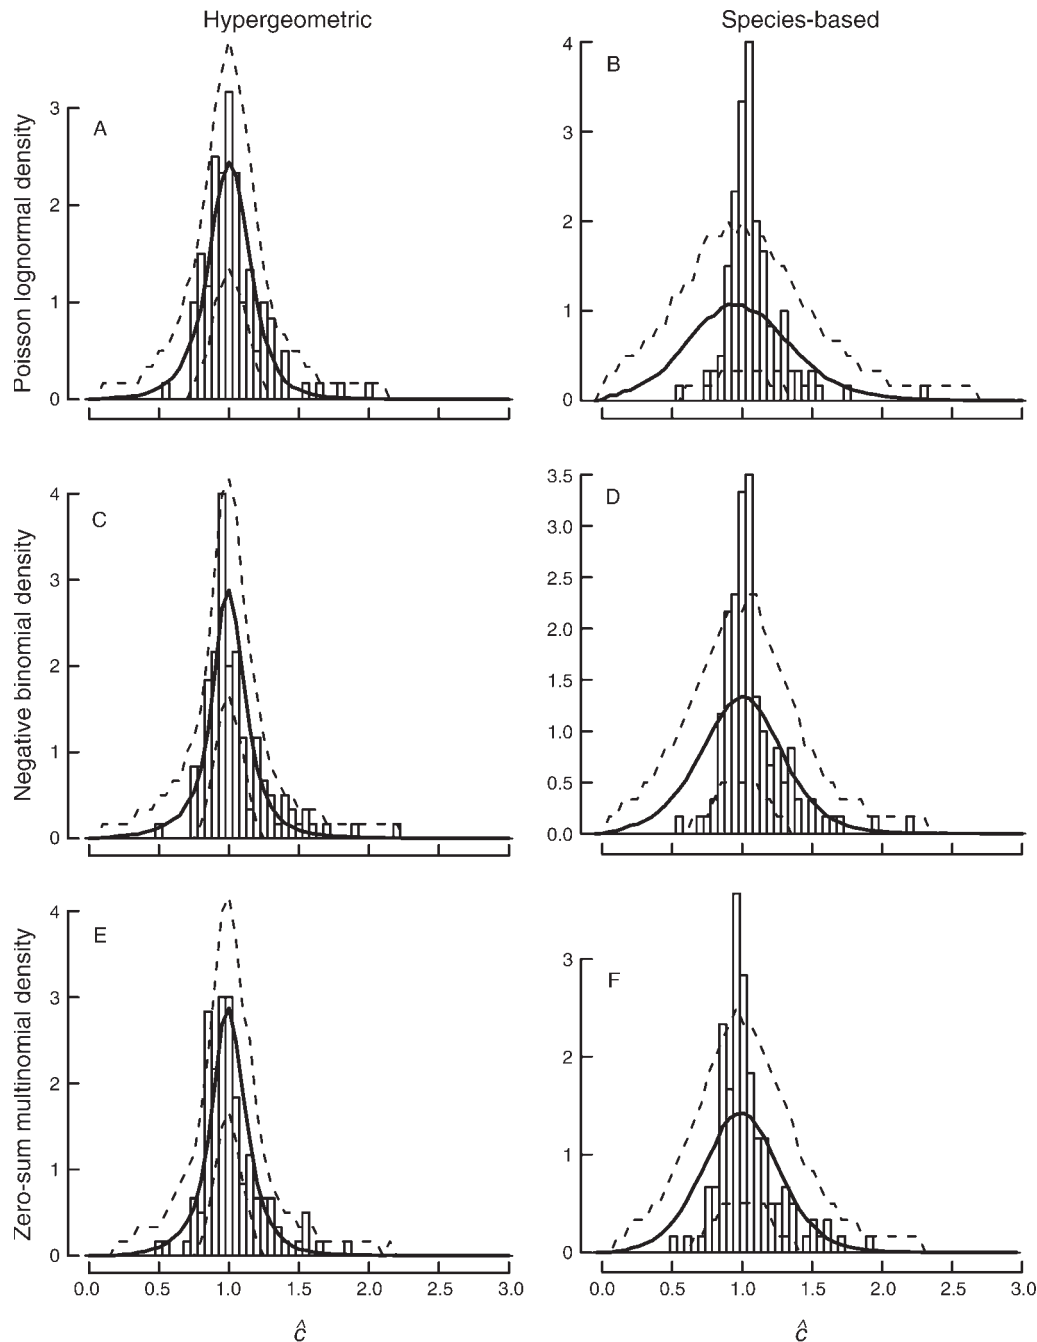 Hypergeometric
Species-based
Poisson lognormal density
A
3
2
1
0
B
4
3
2
1
0
Negative binomial density
C
4
3
2
1
0
D
3.5
3.0
2.5
2.0
1.5
1.0
0.5
0.0
Zero-sum multinomial density
E
4
3
2
1
0
F
3
2
1
0
0.0 0.5 1.0 1.5 2.0 2.5 3.0
0.0 0.5 1.0 1.5 2.0 2.5 3.0
ĉ
ĉ